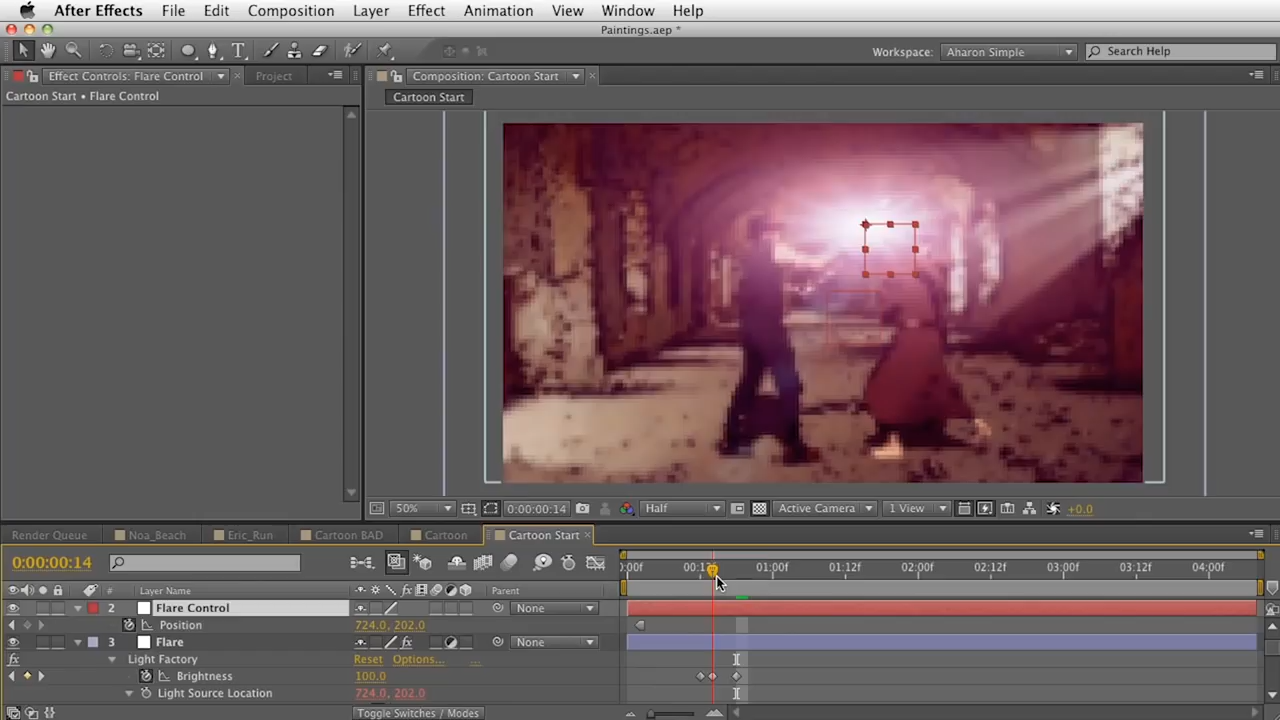 After Effects File Edit Composition Layer Effect Animation View Window Help
Paintings.aep *
Workspace: Aharon Simple Search Help
Effect Controls: Flare Control Project Composition: Cartoon Start
Cartoon Start • Flare Control Cartoon Start
50% 0:00:00:14 Half Active Camera 1 View +0.0
Render Queue Noa_Beach Eric_Run Cartoon BAD Cartoon Cartoon Start
0:00:00:14 01:00f 01:12f 02:00f 02:12f 03:00f 03:12f 04:00f
# Layer Name Parent
2 Flare Control None
Position 724.0, 202.0
3 Flare fx None
fx Light Factory Reset Options... ...
Brightness 100.0
Light Source Location 724.0, 202.0
Toggle Switches / Modes